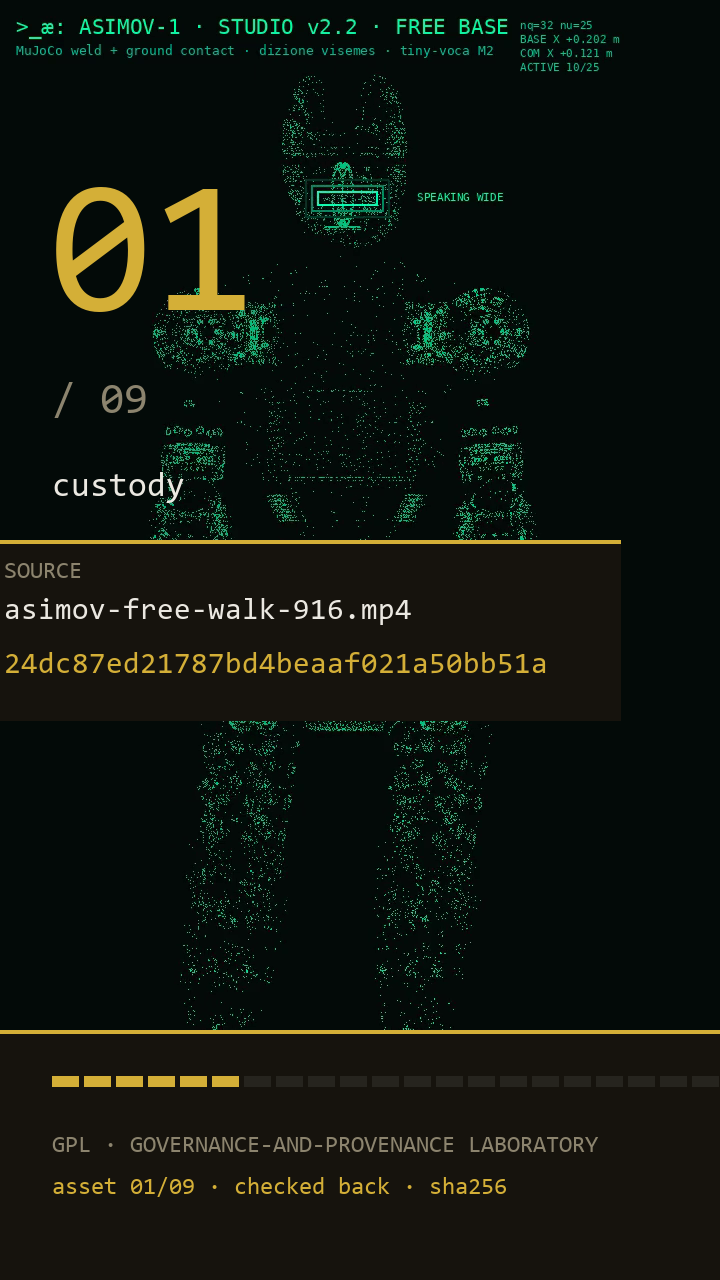 >_æ: ASIMOV-1 · STUDIO v2.2 · FREE BASE
MuJoCo weld + ground contact · dizione visemes · tiny-voca M2
nq=32 nu=25
BASE X +0.202 m
COM X +0.121 m
ACTIVE 10/25
SPEAKING WIDE
01
/ 09
custody
SOURCE
asimov-free-walk-916.mp4
24dc87ed21787bd4beaaf021a50bb51a
GPL · GOVERNANCE-AND-PROVENANCE LABORATORY
asset 01/09 · checked back · sha256